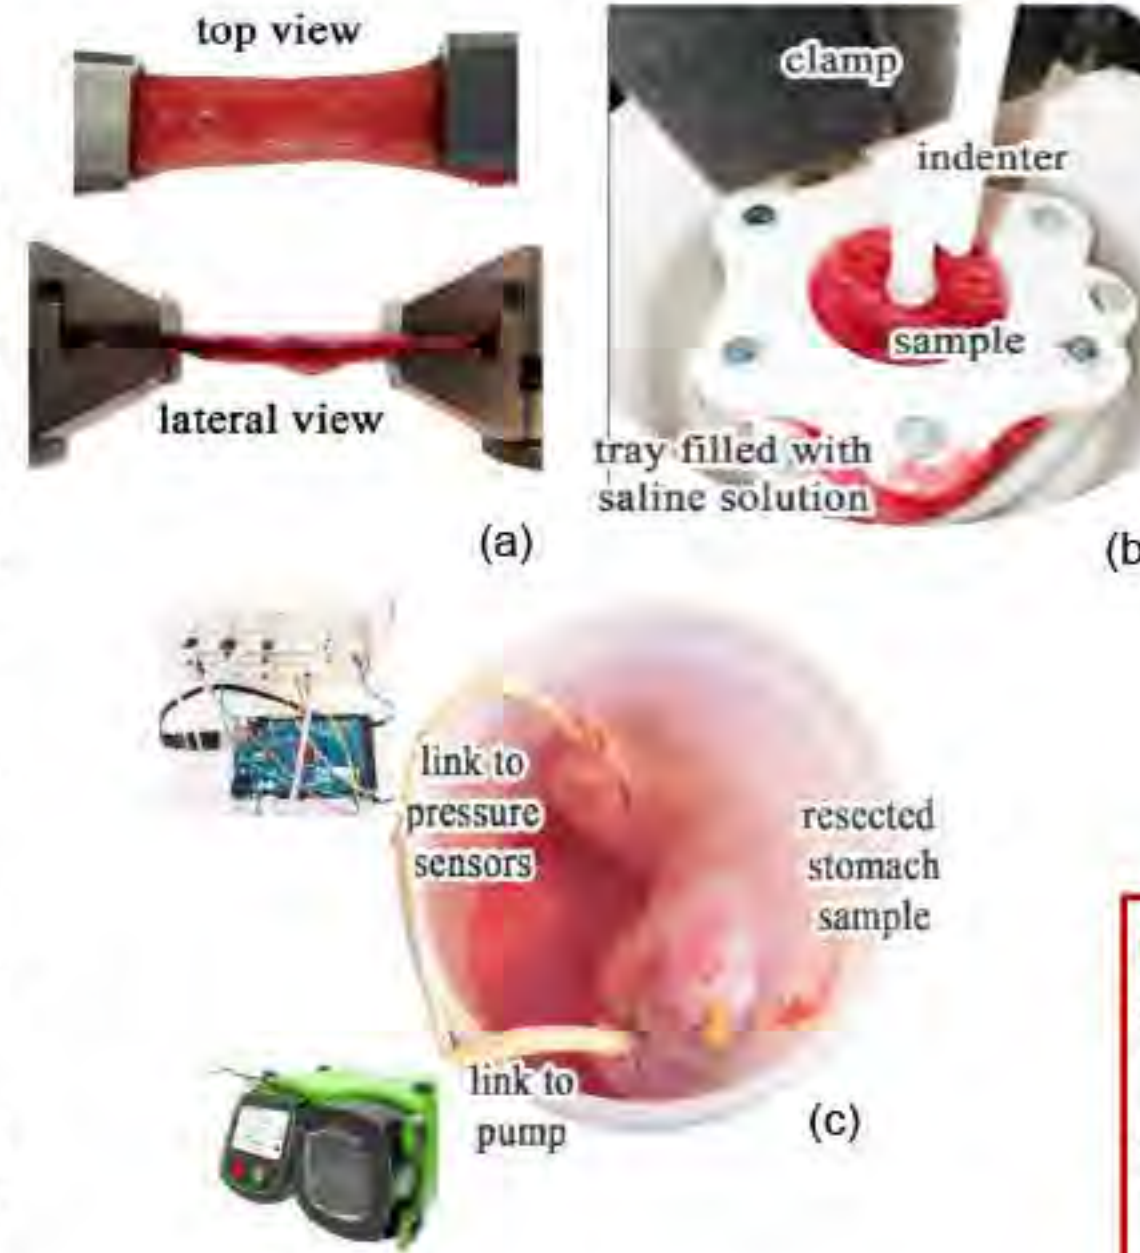 top view
lateral view
(a)
clamp
indenter
sample
tray filled with
saline solution
(b
link to
pressure
sensors
resected
stomach
sample
link to
pump
(c)